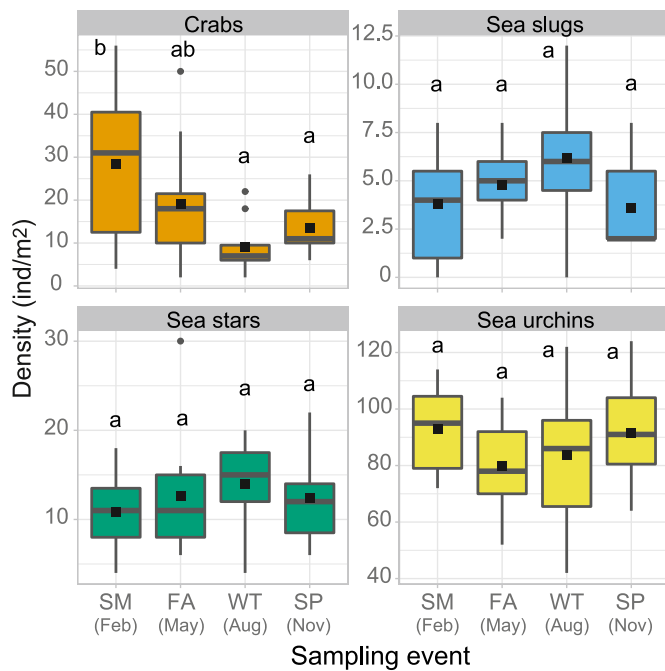 Crabs
Sea slugs
b
ab
a
a
50
40
30
20
10
0
a
a
a
a
12.5
10.0
7.5
5.0
2.5
0
Density (ind/m²)
Sea stars
Sea urchins
a
a
a
a
30
20
10
a
a
a
a
120
100
80
60
40
SM FA WT SP
(Feb) (May) (Aug) (Nov)
SM FA WT SP
(Feb) (May) (Aug) (Nov)
Sampling event